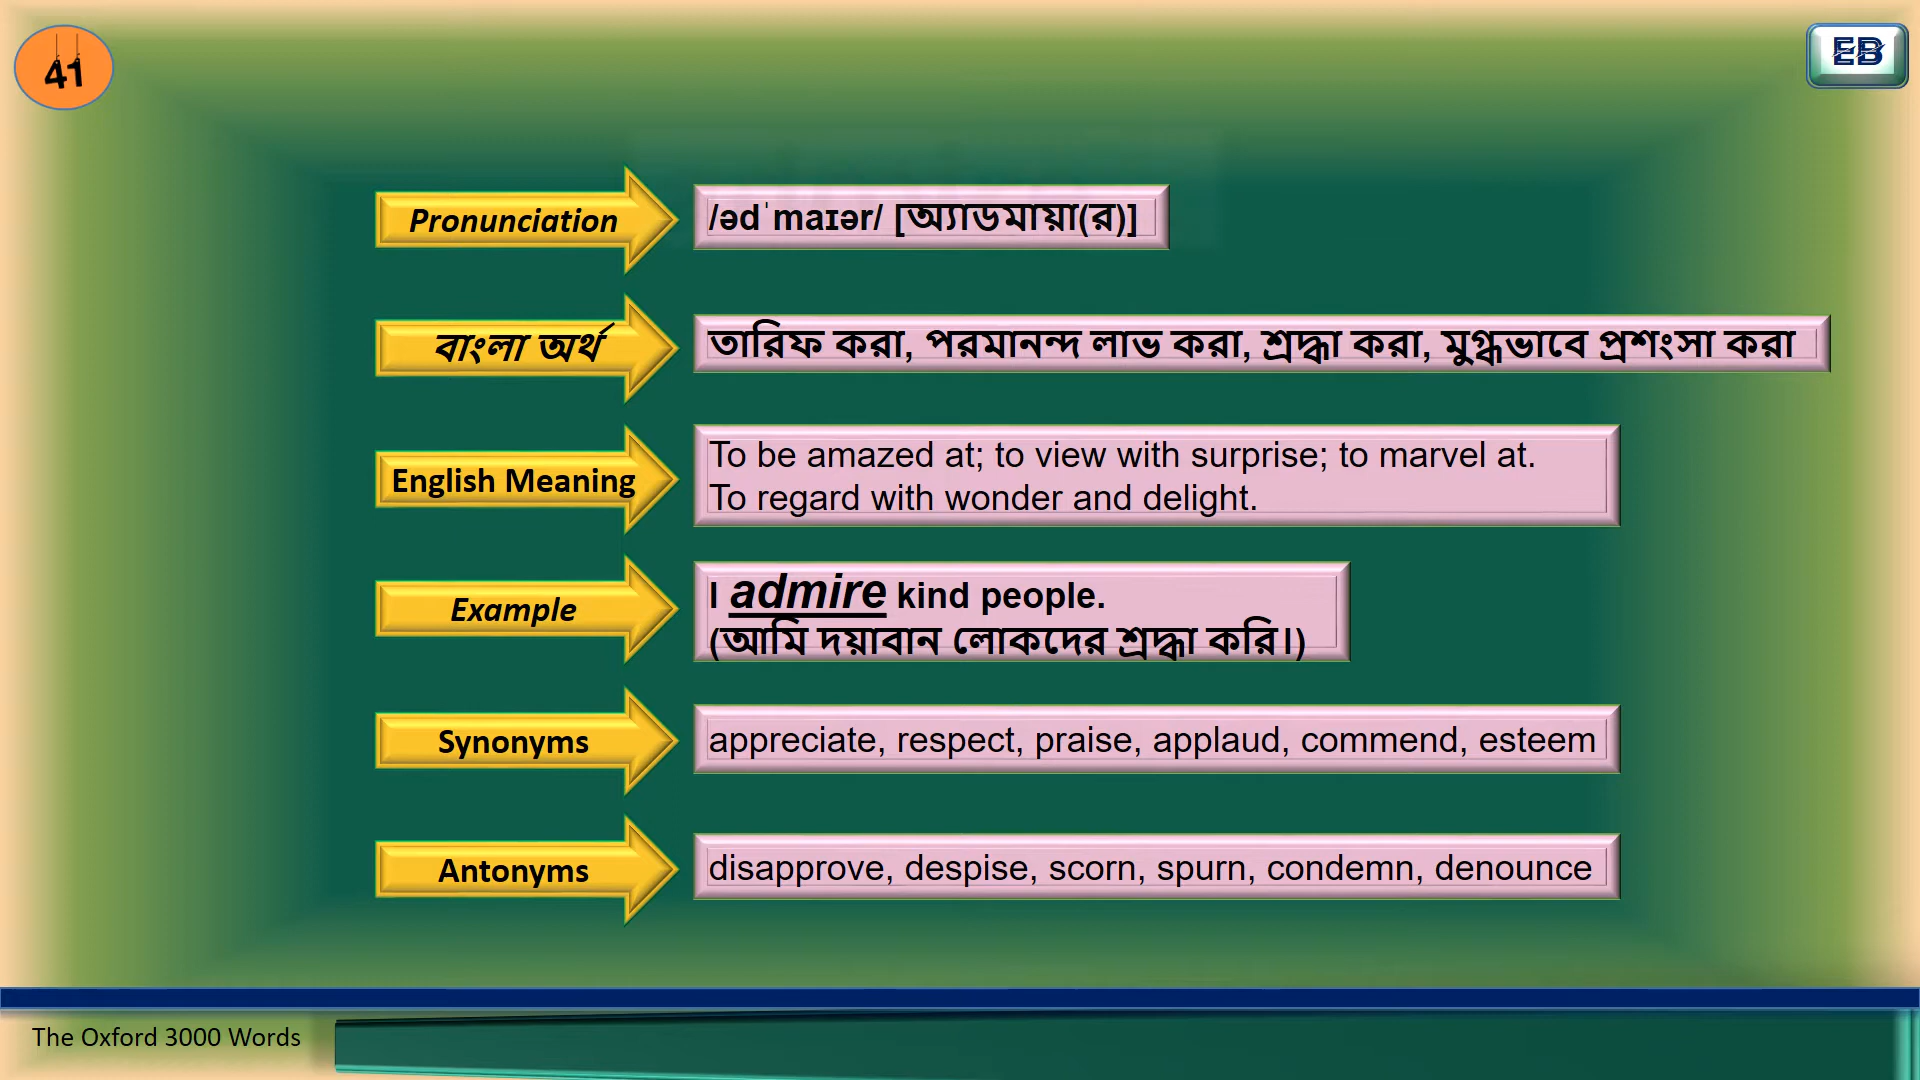 41
EB
Pronunciation
/ədˈmaɪər/ [অ্যাডমায়া(র)]
বাংলা অর্থ
তারিফ করা, পরমানন্দ লাভ করা, শ্রদ্ধা করা, মুগ্ধভাবে প্রশংসা করা
English Meaning
To be amazed at; to view with surprise; to marvel at.
To regard with wonder and delight.
Example
I admire kind people.
(আমি দয়াবান লোকদের শ্রদ্ধা করি।)
Synonyms
appreciate, respect, praise, applaud, commend, esteem
Antonyms
disapprove, despise, scorn, spurn, condemn, denounce
The Oxford 3000 Words